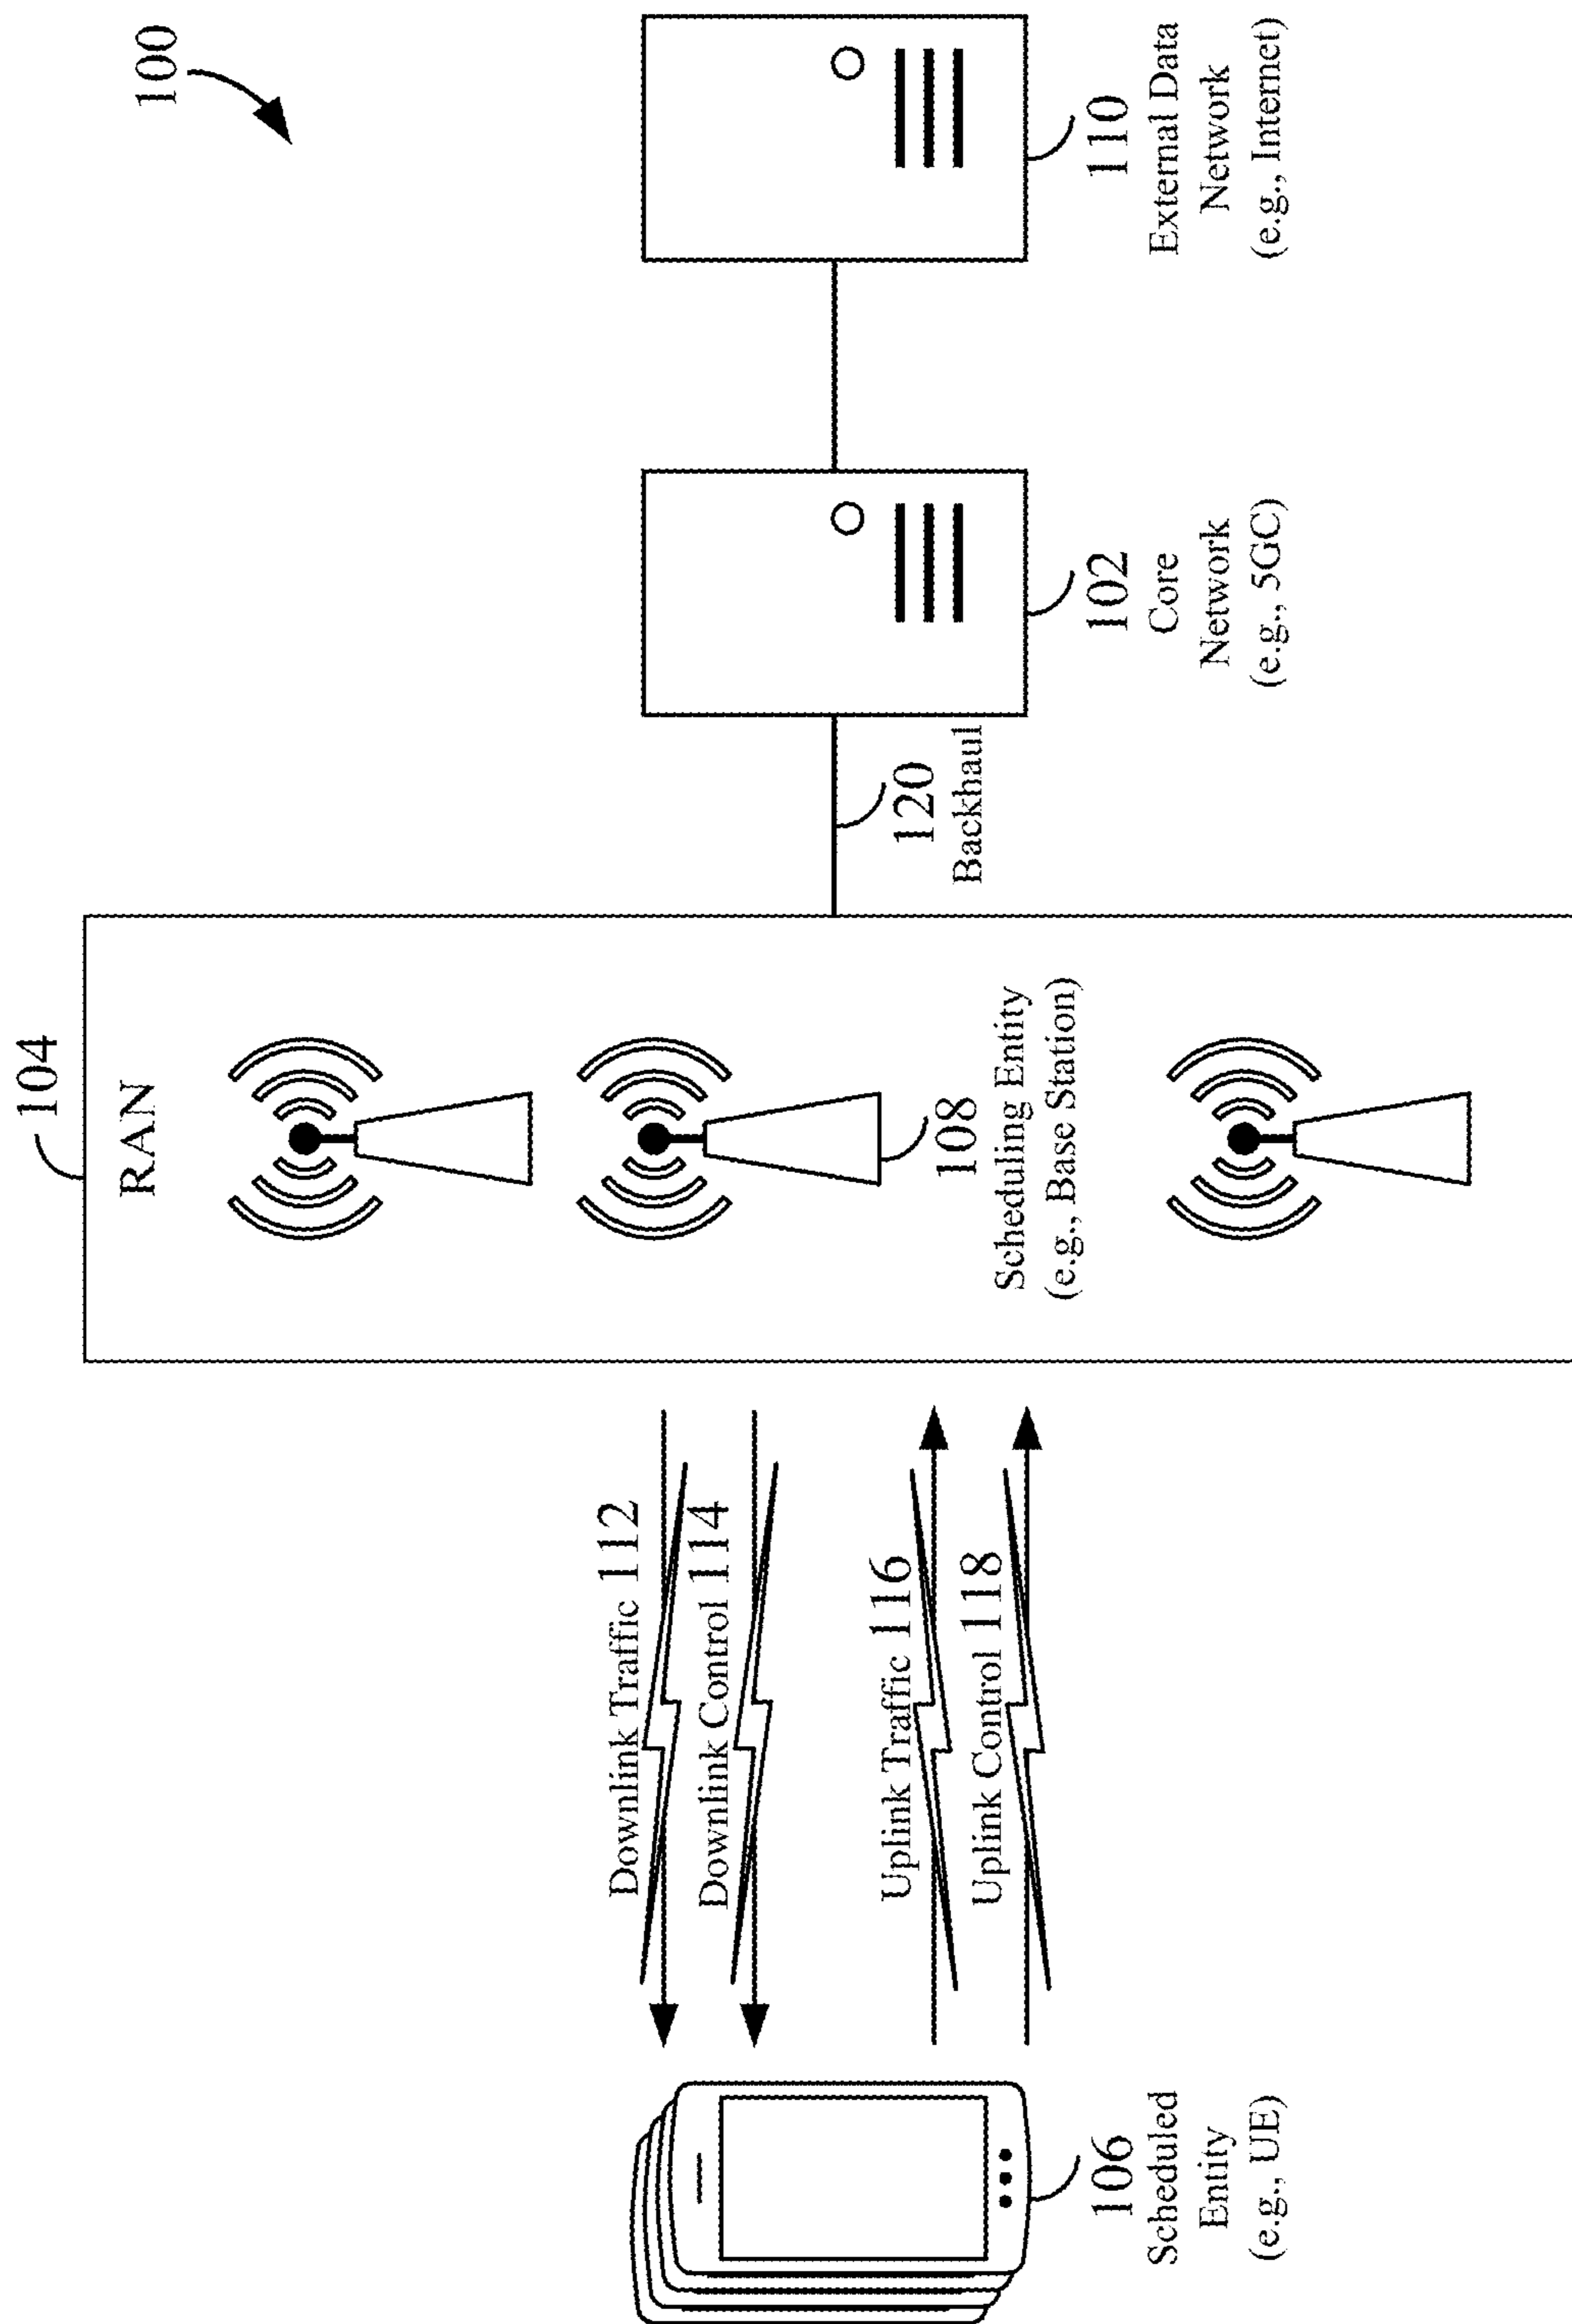 100
104
RAN
108
Scheduling Entity
(e.g., Base Station)
Downlink Traffic 112
Downlink Control 114
Uplink Traffic 116
Uplink Control 118
120
Backhaul
106
Scheduled
Entity
(e.g., UE)
102
Core
Network
(e.g., 5GC)
110
External Data
Network
(e.g., Internet)